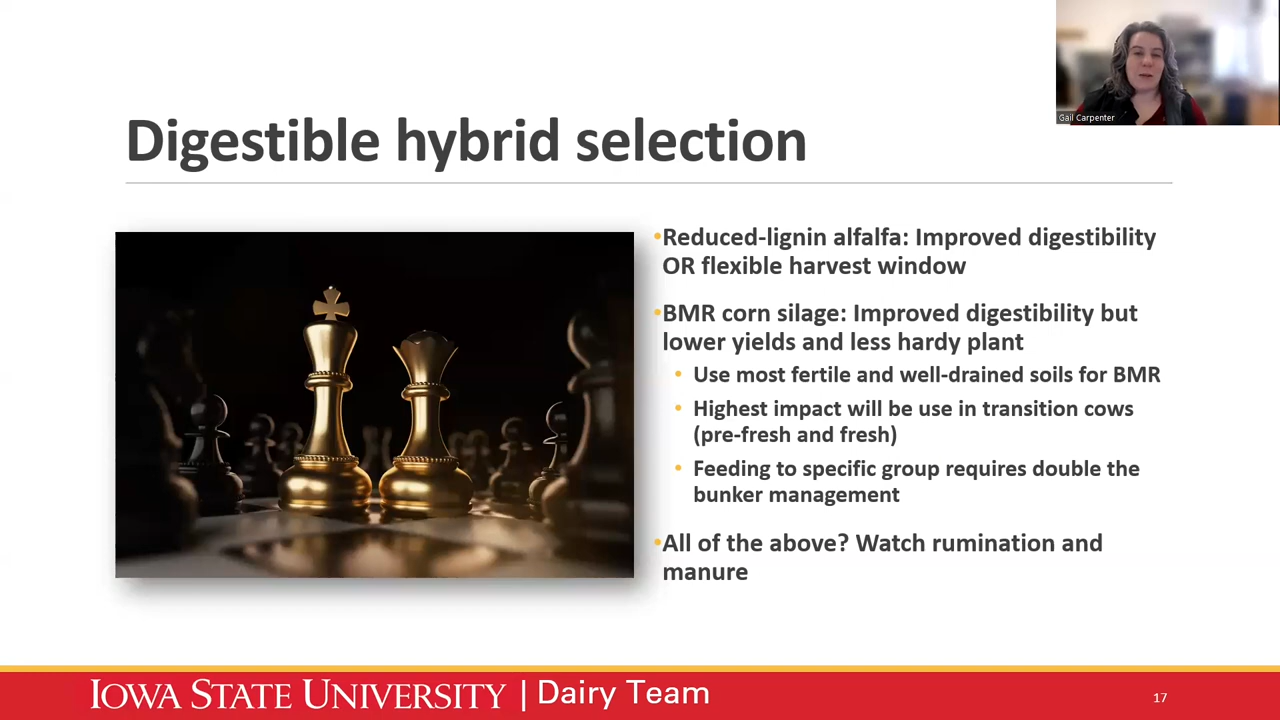 Gail Carpenter
Digestible hybrid selection
•Reduced-lignin alfalfa: Improved digestibility
OR flexible harvest window
•BMR corn silage: Improved digestibility but
lower yields and less hardy plant
• Use most fertile and well-drained soils for BMR
• Highest impact will be use in transition cows
(pre-fresh and fresh)
• Feeding to specific group requires double the
bunker management
•All of the above? Watch rumination and
manure
IOWA STATE UNIVERSITY | Dairy Team
17